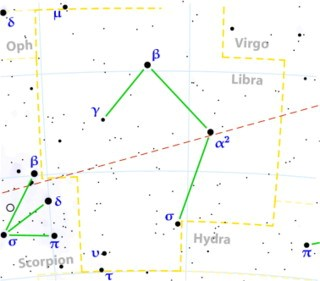 δ
μ
Oph
Virgo
β
Libra
γ
α²
β
δ
σ
σ
π
Hydra
υ
Scorpion
τ
π